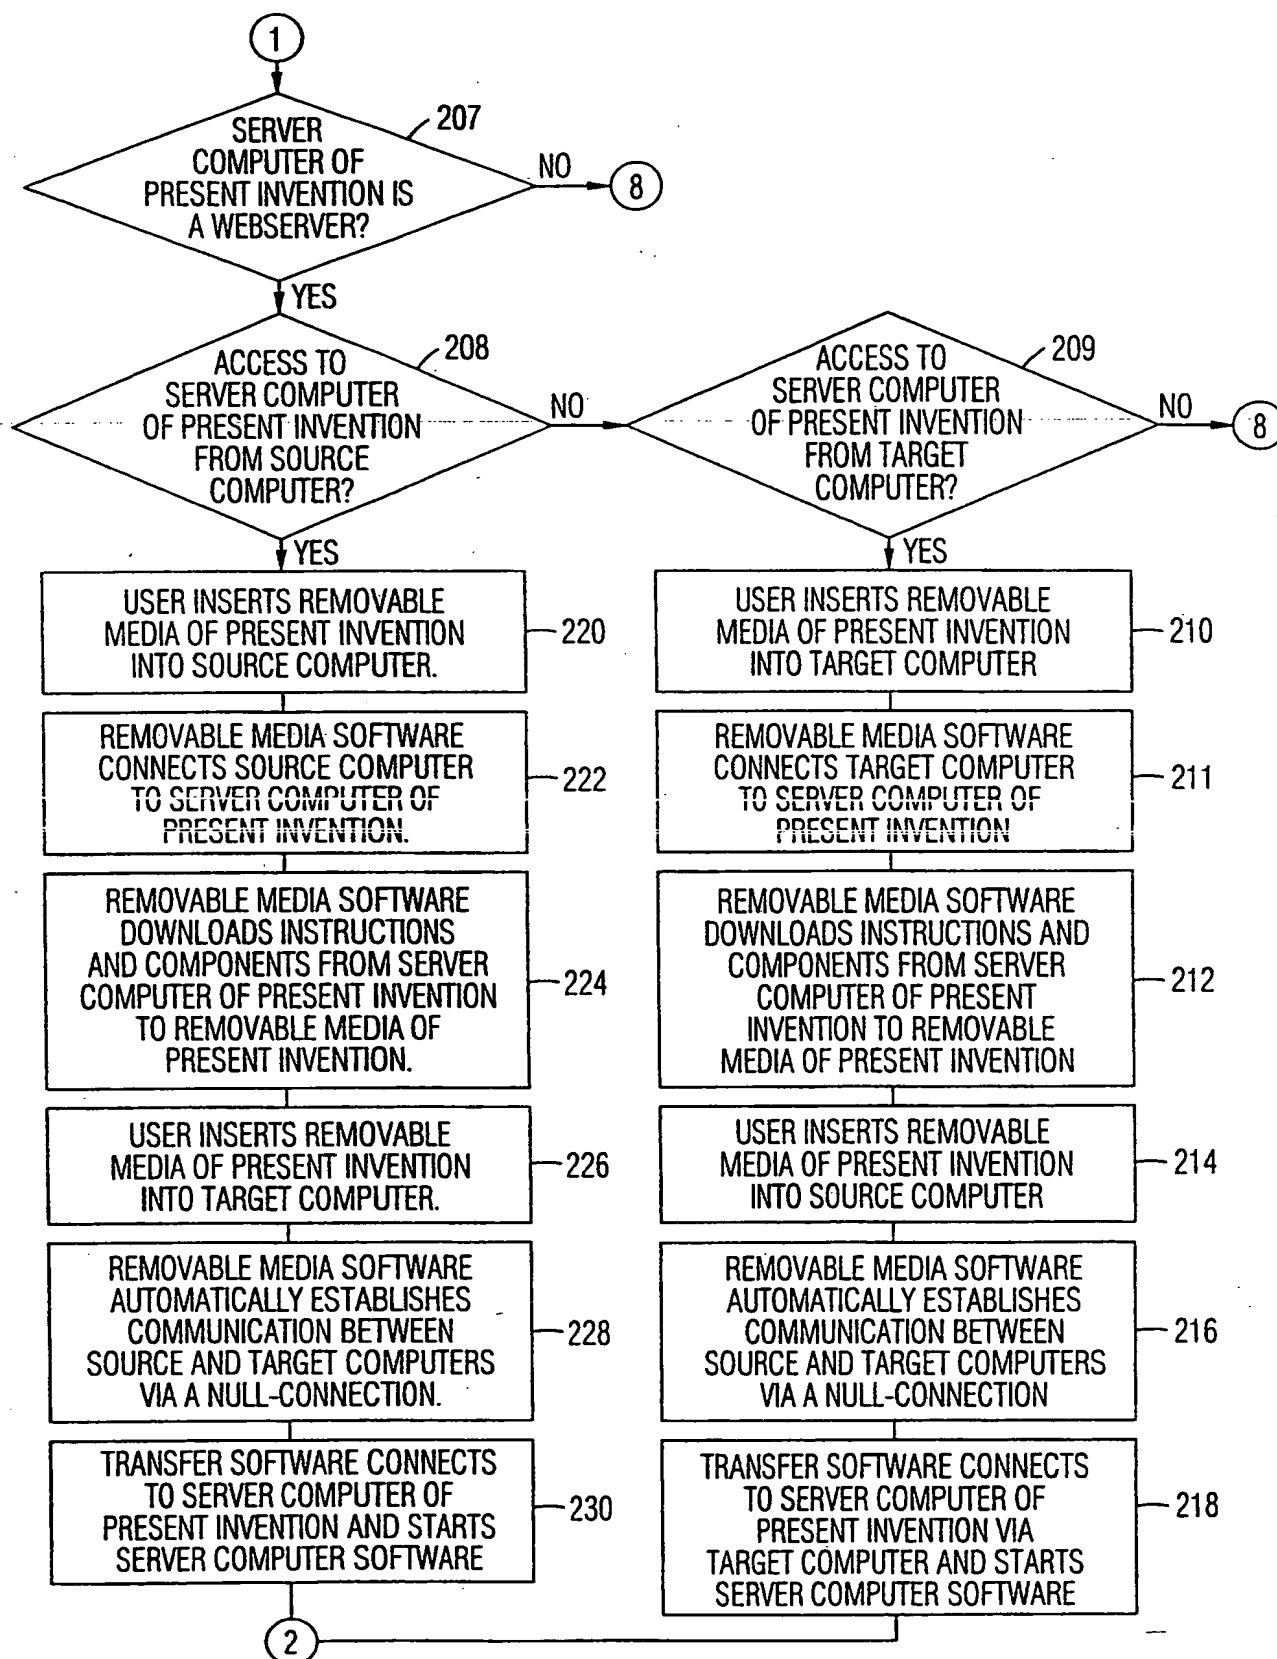 1
207
SERVER
COMPUTER OF
PRESENT INVENTION IS
A WEBSERVER?
NO
8
YES
208
ACCESS TO
SERVER COMPUTER
OF PRESENT INVENTION
FROM SOURCE
COMPUTER?
NO
209
ACCESS TO
SERVER COMPUTER
OF PRESENT INVENTION
FROM TARGET
COMPUTER?
NO
8
YES
YES
USER INSERTS REMOVABLE
MEDIA OF PRESENT INVENTION
INTO SOURCE COMPUTER.
220
REMOVABLE MEDIA SOFTWARE
CONNECTS SOURCE COMPUTER
TO SERVER COMPUTER OF
PRESENT INVENTION.
222
REMOVABLE MEDIA SOFTWARE
DOWNLOADS INSTRUCTIONS
AND COMPONENTS FROM SERVER
COMPUTER OF PRESENT INVENTION
TO REMOVABLE MEDIA OF
PRESENT INVENTION.
224
USER INSERTS REMOVABLE
MEDIA OF PRESENT INVENTION
INTO TARGET COMPUTER.
226
REMOVABLE MEDIA SOFTWARE
AUTOMATICALLY ESTABLISHES
COMMUNICATION BETWEEN
SOURCE AND TARGET COMPUTERS
VIA A NULL-CONNECTION.
228
TRANSFER SOFTWARE CONNECTS
TO SERVER COMPUTER OF
PRESENT INVENTION AND STARTS
SERVER COMPUTER SOFTWARE
230
USER INSERTS REMOVABLE
MEDIA OF PRESENT INVENTION
INTO TARGET COMPUTER
210
REMOVABLE MEDIA SOFTWARE
CONNECTS TARGET COMPUTER
TO SERVER COMPUTER OF
PRESENT INVENTION
211
REMOVABLE MEDIA SOFTWARE
DOWNLOADS INSTRUCTIONS AND
COMPONENTS FROM SERVER
COMPUTER OF PRESENT
INVENTION TO REMOVABLE
MEDIA OF PRESENT INVENTION
212
USER INSERTS REMOVABLE
MEDIA OF PRESENT INVENTION
INTO SOURCE COMPUTER
214
REMOVABLE MEDIA SOFTWARE
AUTOMATICALLY ESTABLISHES
COMMUNICATION BETWEEN
SOURCE AND TARGET COMPUTERS
VIA A NULL-CONNECTION
216
TRANSFER SOFTWARE CONNECTS
TO SERVER COMPUTER OF
PRESENT INVENTION VIA
TARGET COMPUTER AND STARTS
SERVER COMPUTER SOFTWARE
218
2